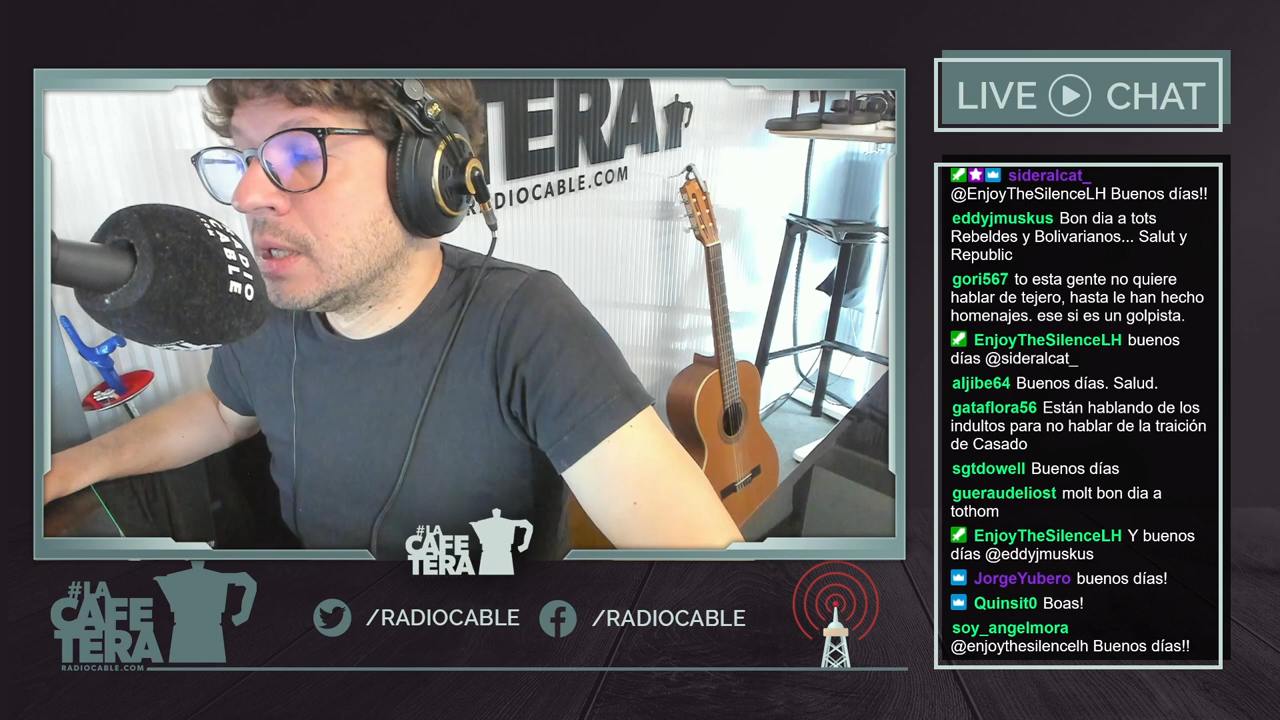 TERA
RADIOCABLE.COM
RADIO
CABLE
#LA
CAFE
TERA
#LA
CAFE
TERA
RADIOCABLE.COM
/RADIOCABLE
/RADIOCABLE
LIVE CHAT
sideralcat_
@EnjoyTheSilenceLH Buenos días!!
eddyjmuskus Bon dia a tots
Rebeldes y Bolivarianos... Salut y
Republic
gori567 to esta gente no quiere
hablar de tejero, hasta le han hecho
homenajes. ese si es un golpista.
EnjoyTheSilenceLH buenos
días @sideralcat_
aljibe64 Buenos días. Salud.
gataflora56 Están hablando de los
indultos para no hablar de la traición
de Casado
sgtdowell Buenos días
gueraudeliost molt bon dia a
tothom
EnjoyTheSilenceLH Y buenos
días @eddyjmuskus
JorgeYubero buenos días!
Quinsit0 Boas!
soy_angelmora
@enjoythesilencelh Buenos días!!